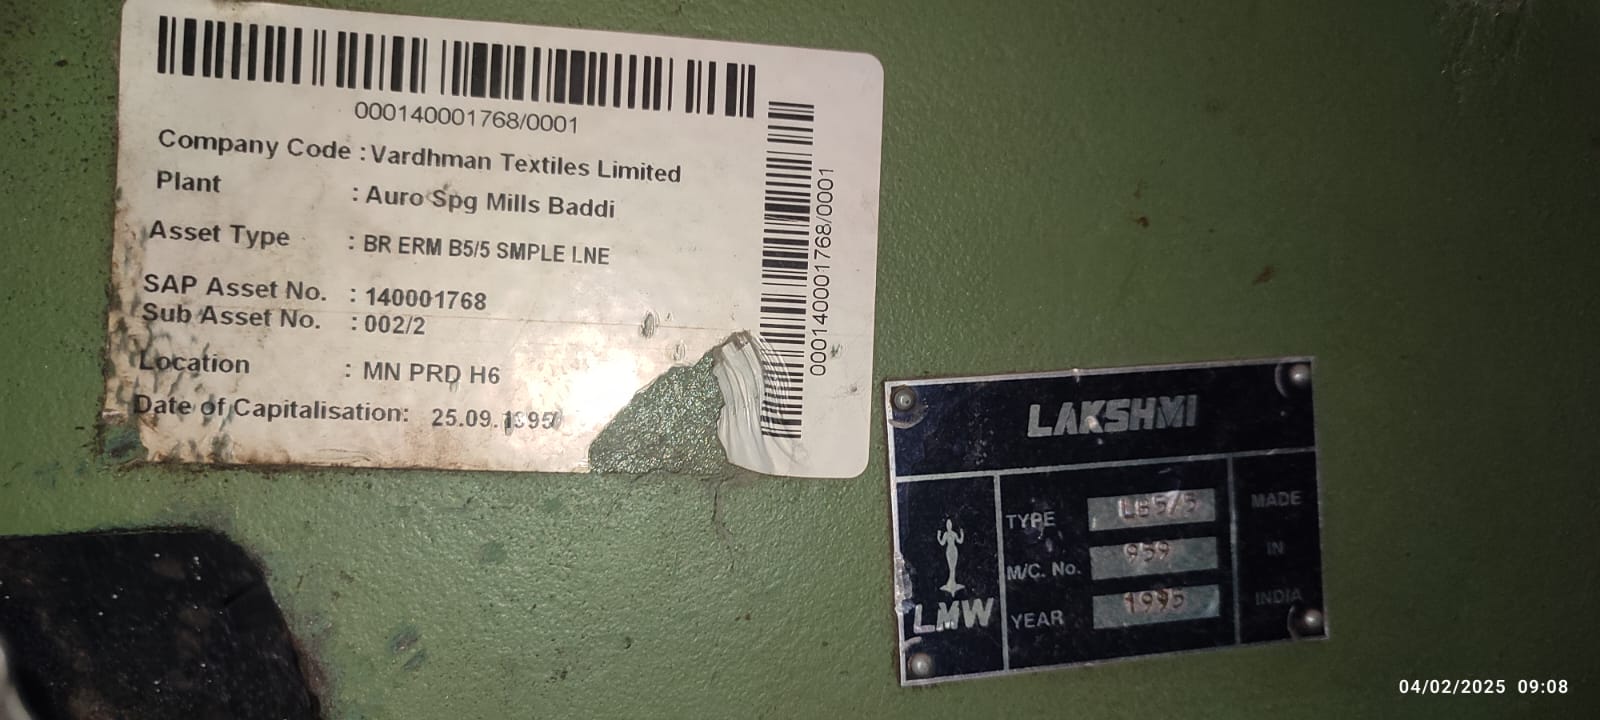 000140001768/0001
Company Code : Vardhman Textiles Limited
Plant : Auro Spg Mills Baddi
Asset Type : BR ERM B5/5 SMPLE LNE
SAP Asset No. : 140001768
Sub Asset No. : 002/2
Location : MN PRD H6
Date of Capitalisation: 25.09.1995
000140001768/0001
LAKSHMI
LMW
TYPE LB5/5
M/C. No. 959
YEAR 1995
MADE
IN
INDIA
04/02/2025 09:08